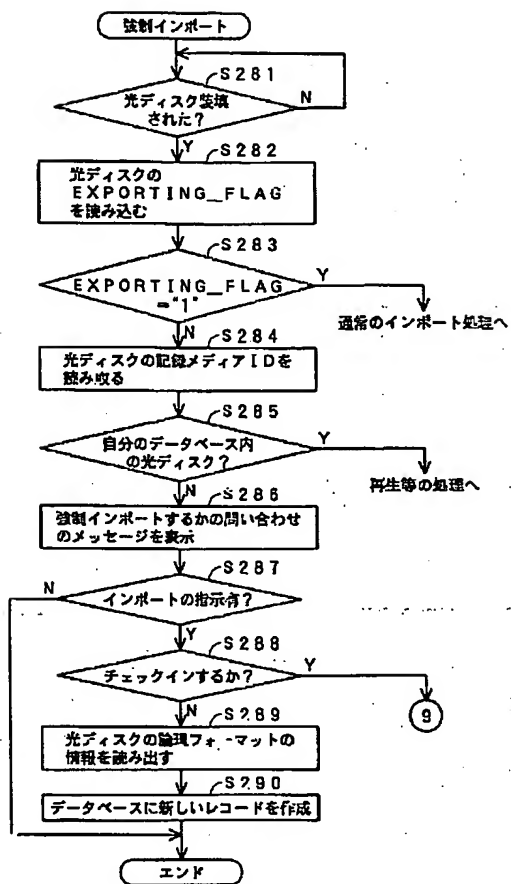 強制インポート
S281
光ディスク装填
された?
N
Y
S282
光ディスクの
EXPORTING_FLAG
を読み込む
S283
EXPORTING_FLAG
="1"
Y
通常のインポート処理へ
N
S284
光ディスクの記録メディアIDを
読み取る
S285
自分のデータベース内
の光ディスク?
Y
再生等の処理へ
N
S286
強制インポートするかの問い合わせ
のメッセージを表示
S287
N
インポートの指示有?
Y
S288
チェックインするか?
Y
9
N
S289
光ディスクの論理フォーマットの
情報を読み出す
S290
データベースに新しいレコードを作成
エンド